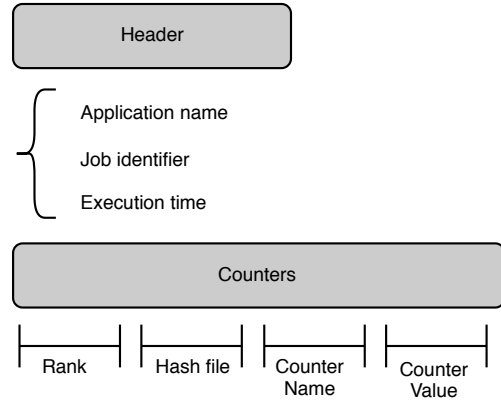 Header
Application name
Job identifier
Execution time
Counters
Rank
Hash file
Counter
Name
Counter
Value